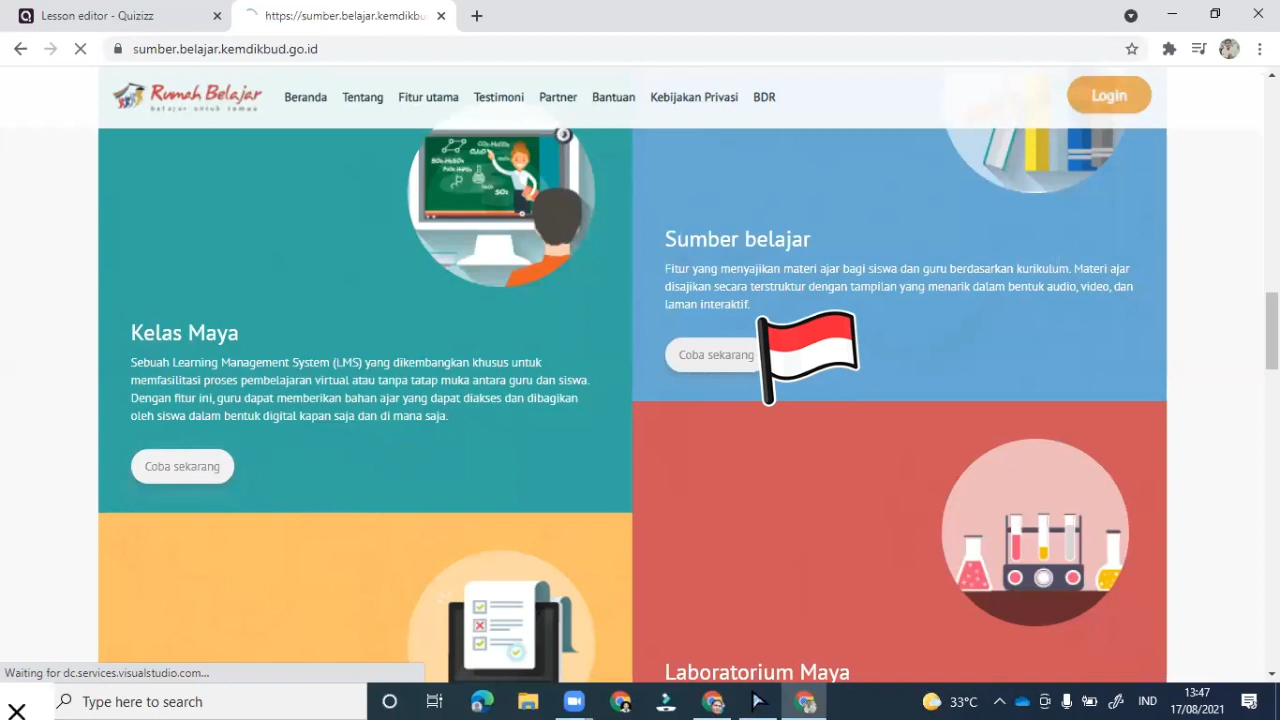 Lesson editor - Quizizz
https://sumber.belajar.kemdikbu
sumber.belajar.kemdikbud.go.id
Rumah Belajar
belajar untuk semua
Beranda Tentang Fitur utama Testimoni Partner Bantuan Kebijakan Privasi BDR
Login
Sumber belajar
Fitur yang menyajikan materi ajar bagi siswa dan guru berdasarkan kurikulum. Materi ajar
disajikan secara terstruktur dengan tampilan yang menarik dalam bentuk audio, video, dan
laman interaktif.
Coba sekarang
Kelas Maya
Sebuah Learning Management System (LMS) yang dikembangkan khusus untuk
memfasilitasi proses pembelajaran virtual atau tanpa tatap muka antara guru dan siswa.
Dengan fitur ini, guru dapat memberikan bahan ajar yang dapat diakses dan dibagikan
oleh siswa dalam bentuk digital kapan saja dan di mana saja.
Coba sekarang
Laboratorium Maya
Waiting for dc.services.visualstudio.com...
Type here to search
33°C
IND
13:47
17/08/2021